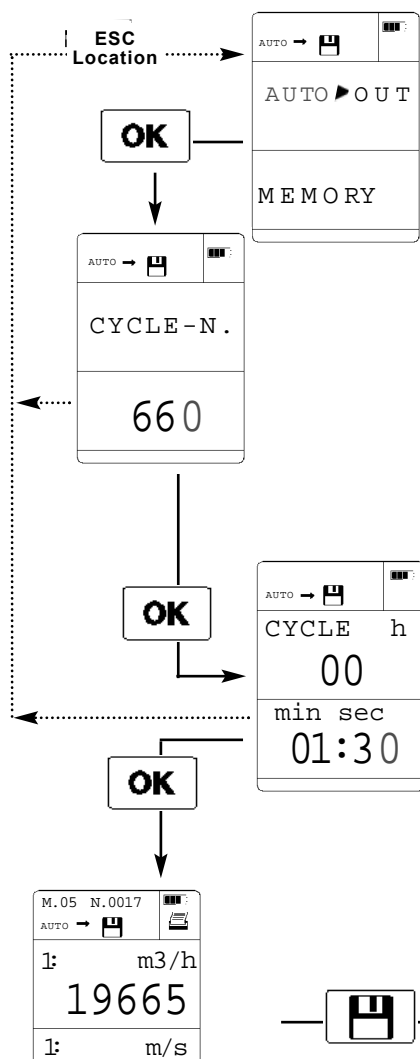 ESC
Location
AUTO → 
AUTO ▶ OUT
OK
MEMORY
AUTO → 
CYCLE-N.
660
OK
AUTO → 
CYCLE h
00
min sec
01:30
OK
M.05 N.0017
AUTO → 
1: m3/h
19665
1: m/s